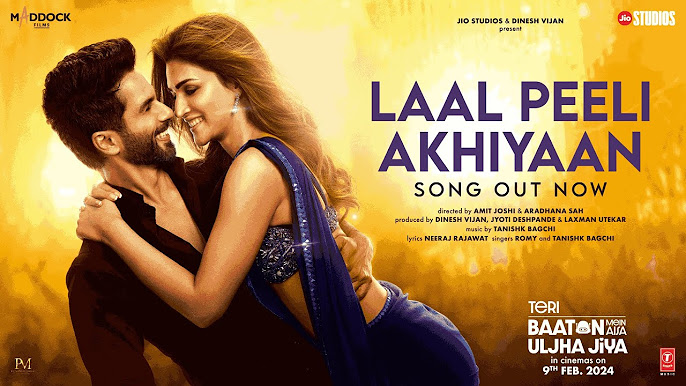 MADDOCK
FILMS
JIO STUDIOS & DINESH VIJAN
present
Jio STUDIOS
LAAL PEELI
AKHIYAAN
SONG OUT NOW
directed by AMIT JOSHI & ARADHANA SAH
produced by DINESH VIJAN, JYOTI DESHPANDE & LAXMAN UTEKAR
music by TANISHK BAGCHI
lyrics NEERAJ RAJAWAT singers ROMY and TANISHK BAGCHI
TERI
BAATON MEIN AISA
ULJHA JIYA
in cinemas on
9TH FEB. 2024
PM
T
MUSIC